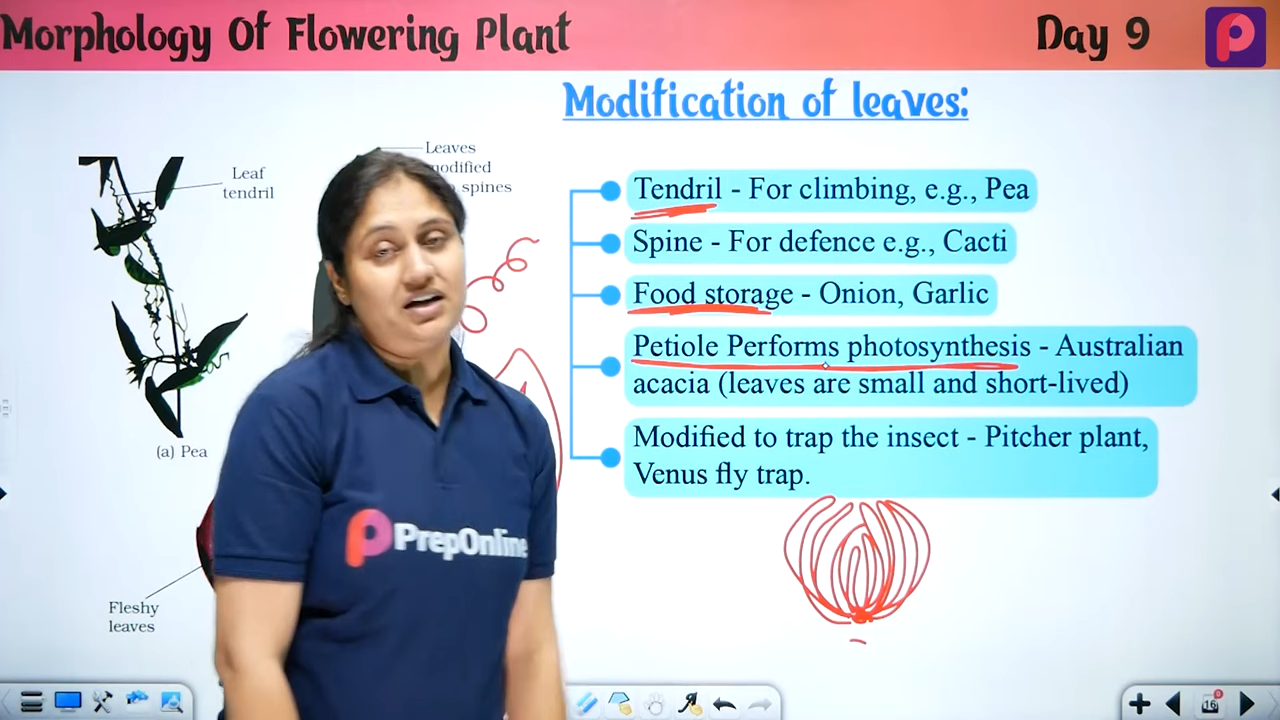 Morphology Of Flowering Plant
Day 9
Modification of leaves:
Leaf
tendril
Leaves
modified
spines
Tendril - For climbing, e.g., Pea
Spine - For defence e.g., Cacti
Food storage - Onion, Garlic
Petiole Performs photosynthesis - Australian
acacia (leaves are small and short-lived)
Modified to trap the insect - Pitcher plant,
Venus fly trap.
(a) Pea
Fleshy
leaves
PrepOnline
16